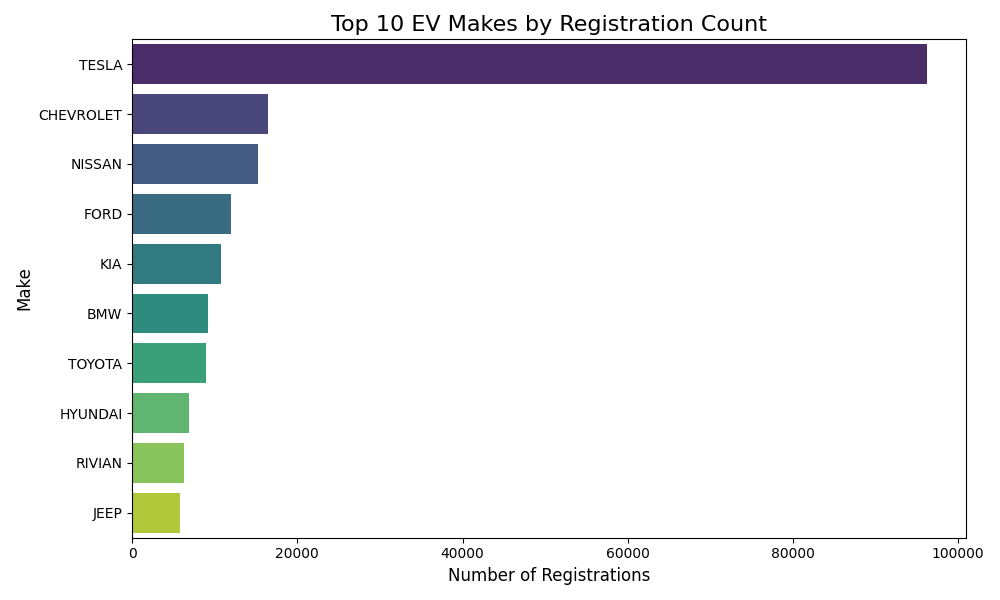 Top 10 EV Makes by Registration Count
Make
TESLA
CHEVROLET
NISSAN
FORD
KIA
BMW
TOYOTA
HYUNDAI
RIVIAN
JEEP
0 20000 40000 60000 80000 100000
Number of Registrations